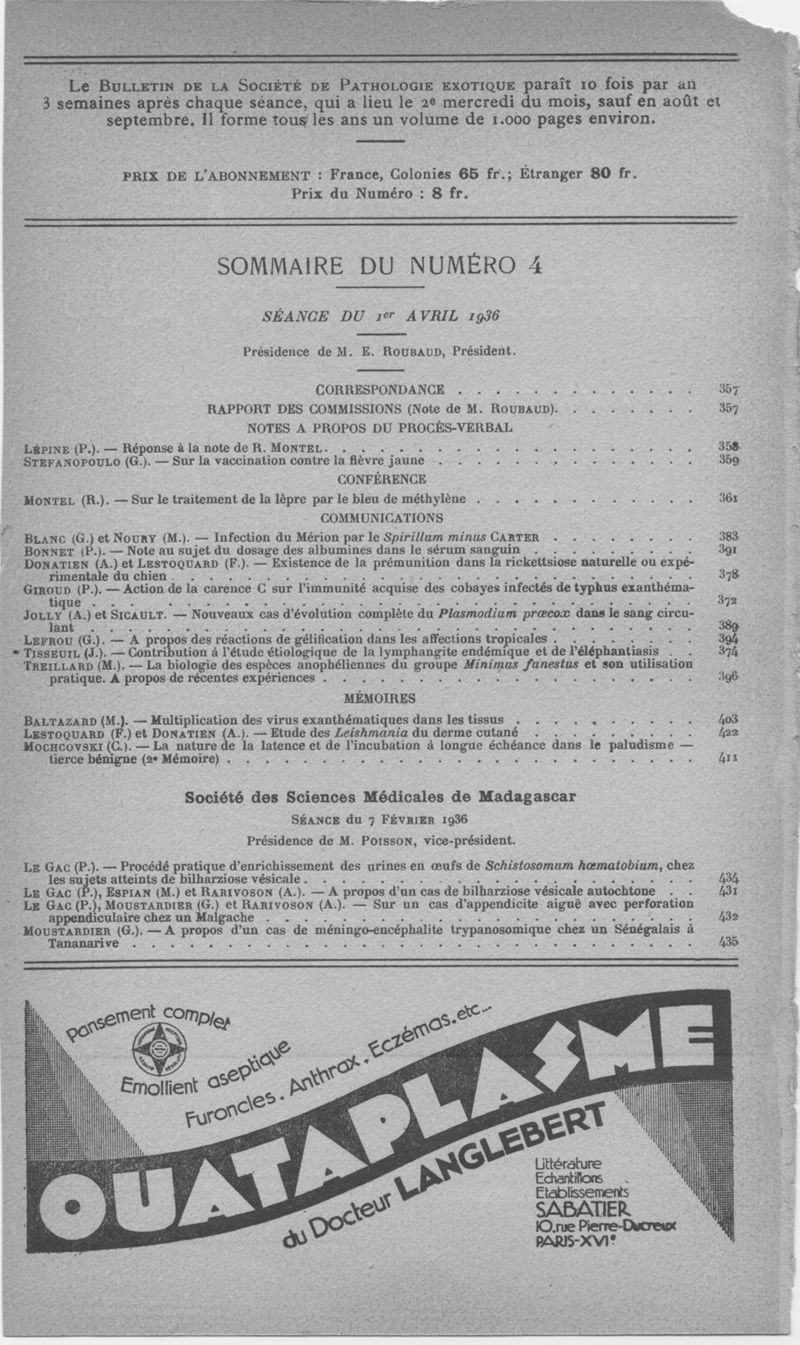 Le Bulletin de la Société de Pathologie exotique paraît 10 fois par an
3 semaines après chaque séance, qui a lieu le 2e mercredi du mois, sauf en août et
septembre. Il forme tous les ans un volume de 1.000 pages environ.
PRIX DE L'ABONNEMENT : France, Colonies 65 fr.; Étranger 80 fr.
Prix du Numéro : 8 fr.
SOMMAIRE DU NUMÉRO 4
SÉANCE DU 1er AVRIL 1936
Présidence de M. E. Roubaud, Président.
CORRESPONDANCE . . . . . . . . . . . . . 357
RAPPORT DES COMMISSIONS (Note de M. Roubaud). . . . . . . . 357
NOTES A PROPOS DU PROCÈS-VERBAL
Lépine (P.). — Réponse à la note de R. Montel. . . . . . . . . . . . . 358
Stefanopoulo (G.). — Sur la vaccination contre la fièvre jaune . . . . . . . . . . 359
CONFÉRENCE
Montel (R.). — Sur le traitement de la lèpre par le bleu de méthylène . . . . . . . . . . 361
COMMUNICATIONS
Blanc (G.) et Noury (M.). — Infection du Mérion par le Spirillum minus Carter . . . . . . . . 383
Bonnet (P.). — Note au sujet du dosage des albumines dans le sérum sanguin . . . . . . . . 391
Donatien (A.) et Lestoquard (F.). — Existence de la prémunition dans la rickettsiose naturelle ou expé-
rimentale du chien . . . . . . . . . . . . . 378
Giroud (P.). — Action de la carence C sur l'immunité acquise des cobayes infectés de typhus exanthéma-
tique . . . . . . . . . . . . . 372
Jolly (A.) et Sicault. — Nouveaux cas d'évolution complète du Plasmodium præcox dans le sang circu-
lant . . . . . . . . . . . . . 389
Lefrou (G.). — A propos des réactions de gélification dans les affections tropicales . . . . . . . . 394
Tisseuil (J.). — Contribution à l'étude étiologique de la lymphangite endémique et de l'éléphantiasis . . 374
Treillard (M.). — La biologie des espèces anophéliennes du groupe Minimus funestus et son utilisation
pratique. A propos de récentes expériences . . . . . . . . . . . . . 396
MÉMOIRES
Baltazard (M.). — Multiplication des virus exanthématiques dans les tissus . . . . . . . . . . 403
Lestoquard (F.) et Donatien (A.). — Etude des Leishmania du derme cutané . . . . . . . . 422
Mochcovski (C.). — La nature de la latence et de l'incubation à longue échéance dans le paludisme —
tierce bénigne (2e Mémoire) . . . . . . . . . . . . . 411
Société des Sciences Médicales de Madagascar
Séance du 7 Février 1936
Présidence de M. Poisson, vice-président.
Le Gac (P.). — Procédé pratique d'enrichissement des urines en œufs de Schistosomum hæmatobium, chez
les sujets atteints de bilharziose vésicale . . . . . . . . . . . . . 434
Le Gac (P.), Espian (M.) et Rarivoson (A.). — A propos d'un cas de bilharziose vésicale autochtone . . 431
Le Gac (P.), Moustardier (G.) et Rarivoson (A.). — Sur un cas d'appendicite aiguë avec perforation
appendiculaire chez un Malgache . . . . . . . . . . . . . 432
Moustardier (G.). — A propos d'un cas de méningo-encéphalite trypanosomique chez un Sénégalais à
Tananarive . . . . . . . . . . . . . 435
Pansement complet
Emollient aseptique
Furoncles. Anthrax. Eczémas. etc...
OUATAPLASME
du Docteur LANGLEBERT
Littérature
Echantillons
Etablissements
SABATIER
10, rue Pierre-Ducreux
PARIS-XVIe